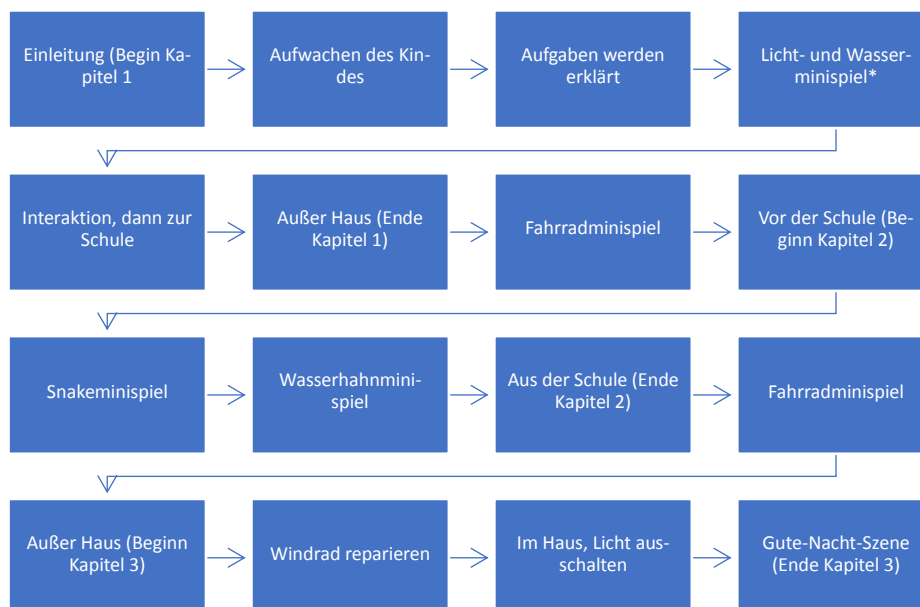 Einleitung (Begin Ka-
pitel 1
Aufwachen des Kin-
des
Aufgaben werden
erklärt
Licht- und Wasser-
minispiel*
Interaktion, dann zur
Schule
Außer Haus (Ende
Kapitel 1)
Fahrradminispiel
Vor der Schule (Be-
ginn Kapitel 2)
Snakeminispiel
Wasserhahnmini-
spiel
Aus der Schule (Ende
Kapitel 2)
Fahrradminispiel
Außer Haus (Beginn
Kapitel 3)
Windrad reparieren
Im Haus, Licht aus-
schalten
Gute-Nacht-Szene
(Ende Kapitel 3)